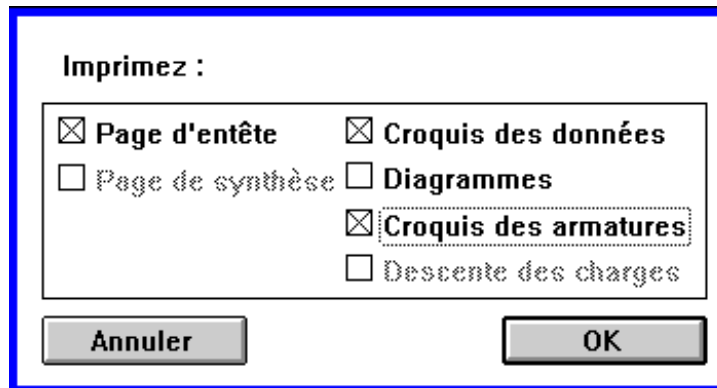 Imprimez :
Page d'entête
Croquis des données
Page de synthèse
Diagrammes
Croquis des armatures
Descente des charges
Annuler
OK